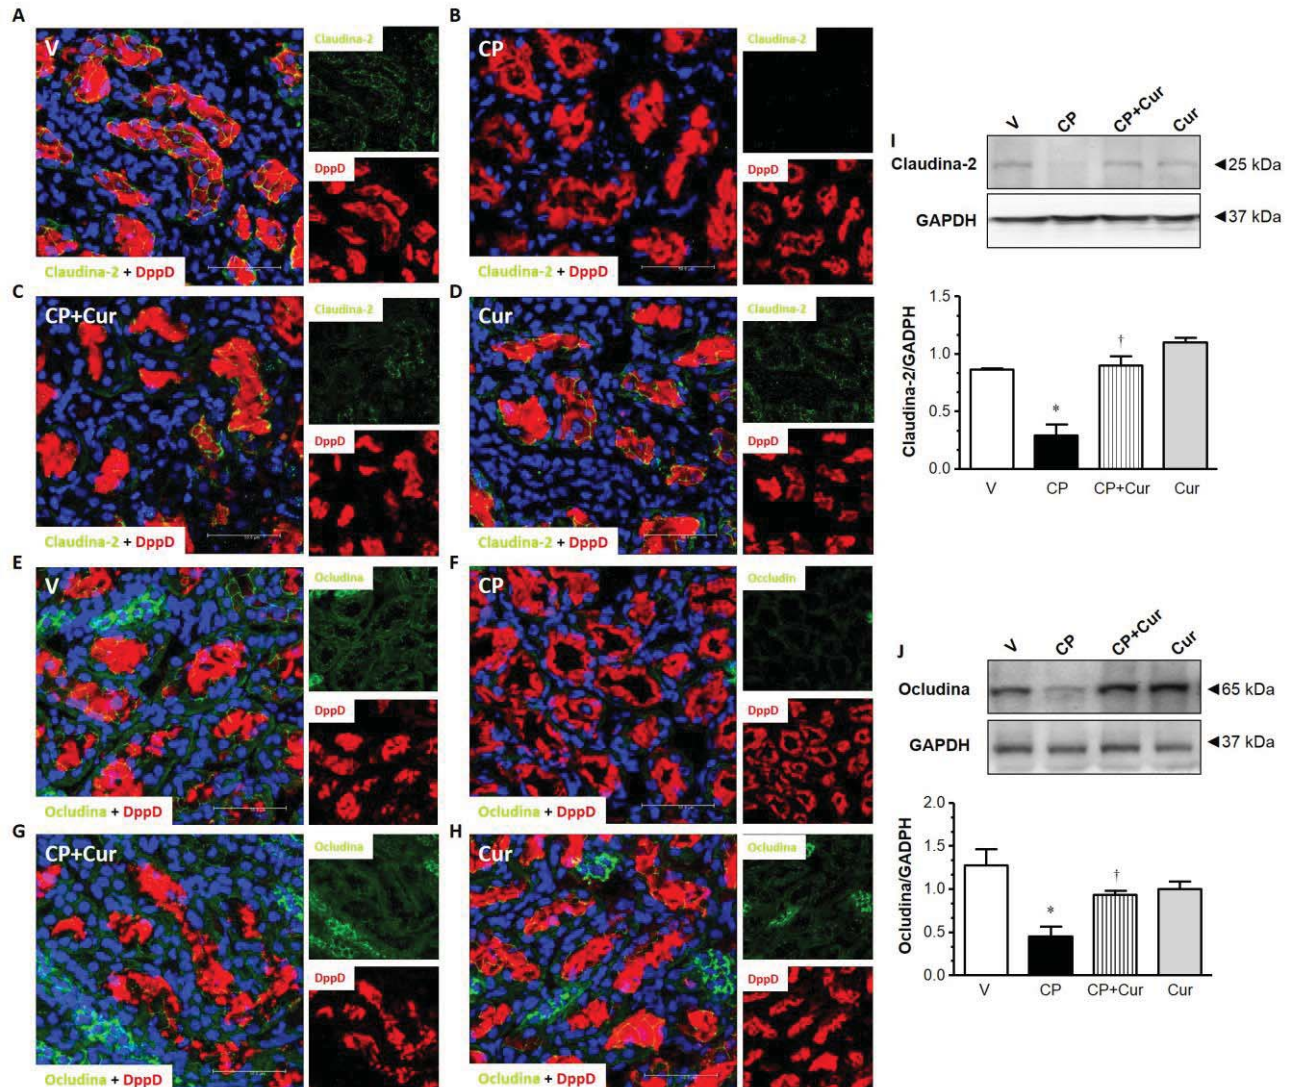 A
V
Claudina-2
DppD
Claudina-2 + DppD
B
CP
Claudina-2
DppD
Claudina-2 + DppD
C
CP+Cur
Claudina-2
DppD
Claudina-2 + DppD
D
Cur
Claudina-2
DppD
Claudina-2 + DppD
E
V
Ocludina
DppD
Ocludina + DppD
F
CP
Occludin
DppD
Ocludina + DppD
G
CP+Cur
Ocludina
DppD
Ocludina + DppD
H
Cur
Ocludina
DppD
Ocludina + DppD
I
V CP CP+Cur Cur
Claudina-2 ◄25 kDa
GAPDH ◄37 kDa
Claudina-2/GADPH
1.5
1.0
0.5
0.0
* †
V CP CP+Cur Cur
J
V CP CP+Cur Cur
Ocludina ◄65 kDa
GAPDH ◄37 kDa
Ocludina/GADPH
2.0
1.5
1.0
0.5
0.0
* †
V CP CP+Cur Cur